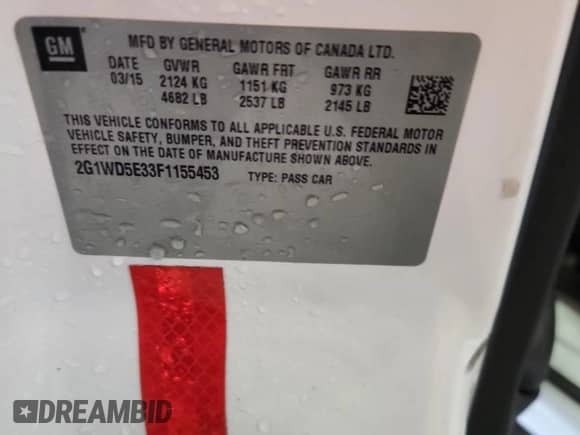 GM
MFD BY GENERAL MOTORS OF CANADA LTD.
DATE GVWR GAWR FRT GAWR RR
03/15 2124 KG 1151 KG 973 KG
4682 LB 2537 LB 2145 LB
THIS VEHICLE CONFORMS TO ALL APPLICABLE U.S. FEDERAL MOTOR
VEHICLE SAFETY, BUMPER, AND THEFT PREVENTION STANDARDS IN
EFFECT ON THE DATE OF MANUFACTURE SHOWN ABOVE.
2G1WD5E33F1155453 TYPE: PASS CAR
DREAMBID